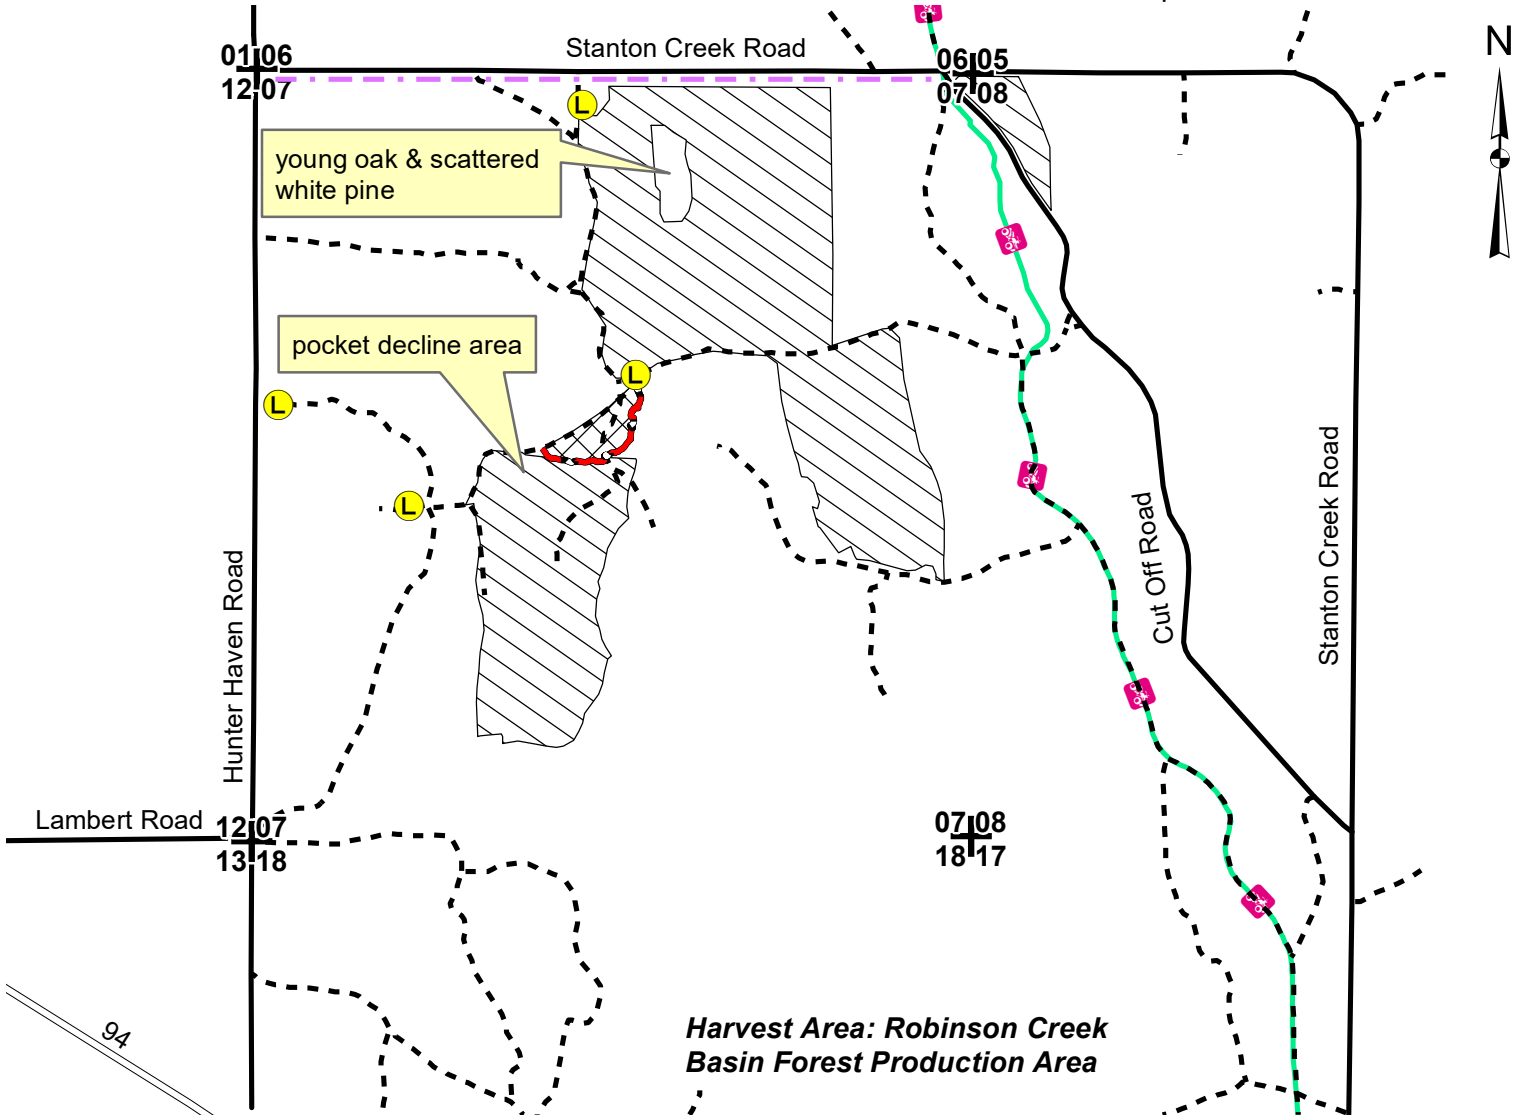 Stanton Creek Road
N
01 06
12 07
06 05
07 08
L
young oak & scattered
white pine
pocket decline area
L
L
L
Hunter Haven Road
Cut Off Road
Stanton Creek Road
Lambert Road
12 07
13 18
07 08
18 17
94
Harvest Area: Robinson Creek
Basin Forest Production Area